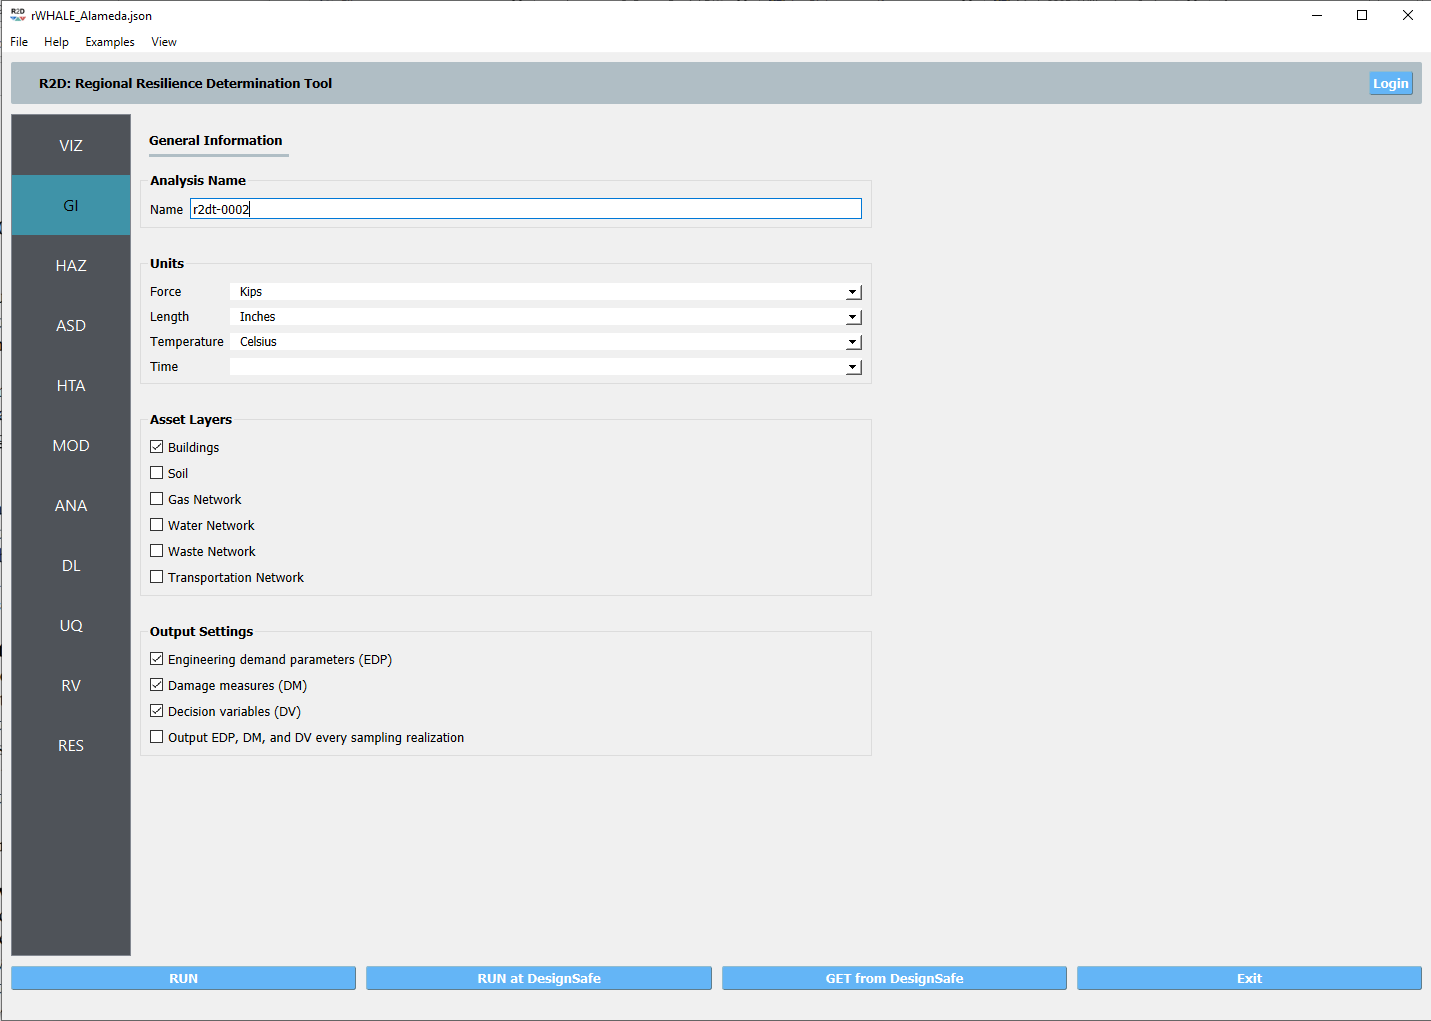 R2D rWHALE_Alameda.json
File Help Examples View
R2D: Regional Resilience Determination Tool
Login
VIZ
GI
HAZ
ASD
HTA
MOD
ANA
DL
UQ
RV
RES
General Information
Analysis Name
Name r2dt-0002
Units
Force Kips
Length Inches
Temperature Celsius
Time
Asset Layers
Buildings
Soil
Gas Network
Water Network
Waste Network
Transportation Network
Output Settings
Engineering demand parameters (EDP)
Damage measures (DM)
Decision variables (DV)
Output EDP, DM, and DV every sampling realization
RUN
RUN at DesignSafe
GET from DesignSafe
Exit